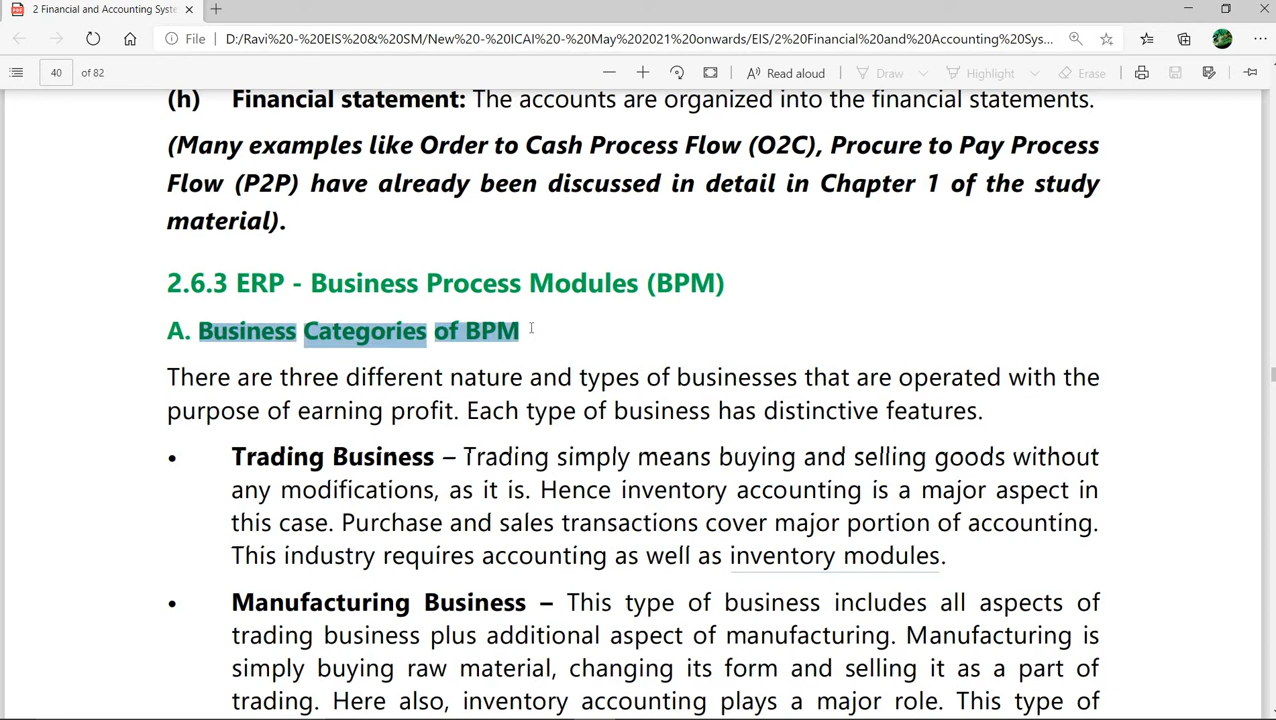 2 Financial and Accounting Syste
File D:/Ravi%20-%20EIS%20&%20SM/New%20-%20ICAI%20-%20May%202021%20onwards/EIS/2%20Financial%20and%20Accounting%20Sys...
40 of 82 Read aloud Draw Highlight Erase
(h) Financial statement: The accounts are organized into the financial statements.
(Many examples like Order to Cash Process Flow (O2C), Procure to Pay Process
Flow (P2P) have already been discussed in detail in Chapter 1 of the study
material).
2.6.3 ERP - Business Process Modules (BPM)
A. Business Categories of BPM
There are three different nature and types of businesses that are operated with the
purpose of earning profit. Each type of business has distinctive features.
• Trading Business – Trading simply means buying and selling goods without
any modifications, as it is. Hence inventory accounting is a major aspect in
this case. Purchase and sales transactions cover major portion of accounting.
This industry requires accounting as well as inventory modules.
• Manufacturing Business – This type of business includes all aspects of
trading business plus additional aspect of manufacturing. Manufacturing is
simply buying raw material, changing its form and selling it as a part of
trading. Here also, inventory accounting plays a major role. This type of